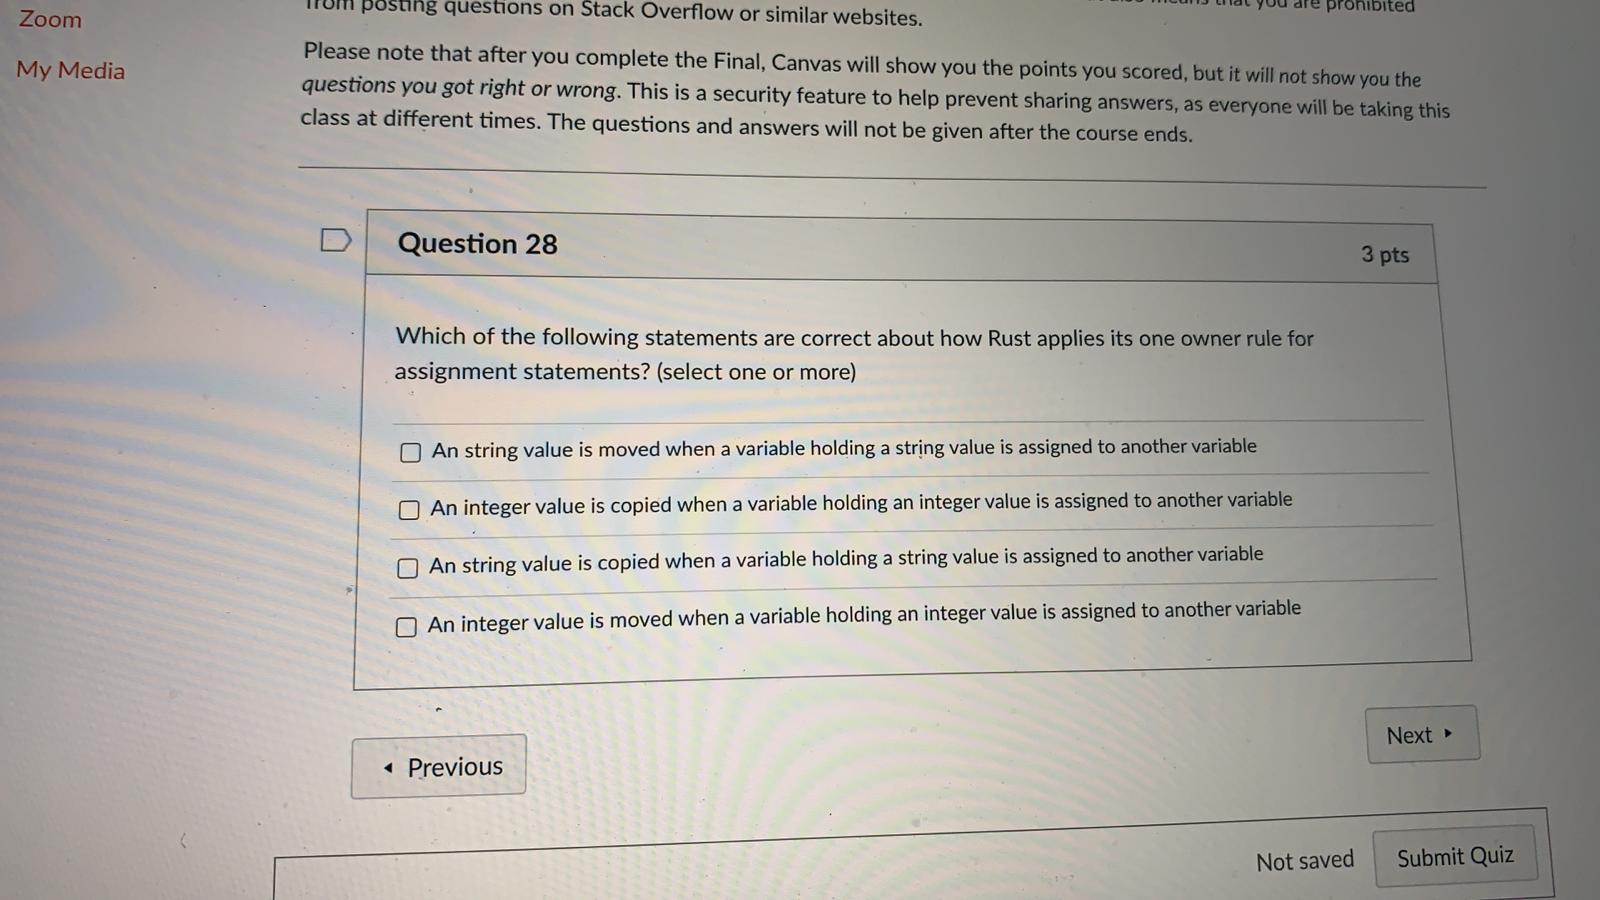 Zoom
My Media
from posting questions on Stack Overflow or similar websites.
that you are prohibited
Please note that after you complete the Final, Canvas will show you the points you scored, but it will not show you the
questions you got right or wrong. This is a security feature to help prevent sharing answers, as everyone will be taking this
class at different times. The questions and answers will not be given after the course ends.
Question 28
3 pts
Which of the following statements are correct about how Rust applies its one owner rule for
assignment statements? (select one or more)
An string value is moved when a variable holding a string value is assigned to another variable
An integer value is copied when a variable holding an integer value is assigned to another variable
An string value is copied when a variable holding a string value is assigned to another variable
An integer value is moved when a variable holding an integer value is assigned to another variable
Previous
Next
Not saved
Submit Quiz